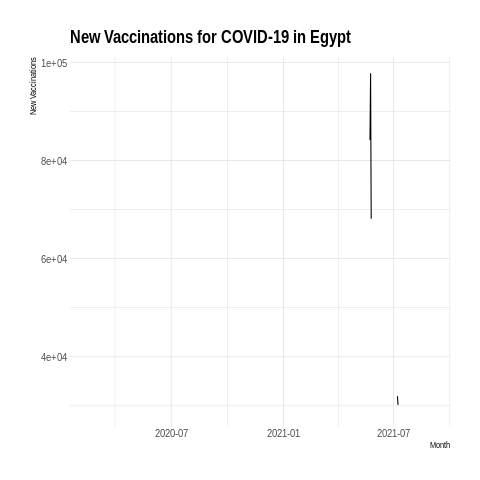 New Vaccinations for COVID-19 in Egypt
New Vaccinations
1e+05
8e+04
6e+04
4e+04
2020-07
2021-01
2021-07
Month